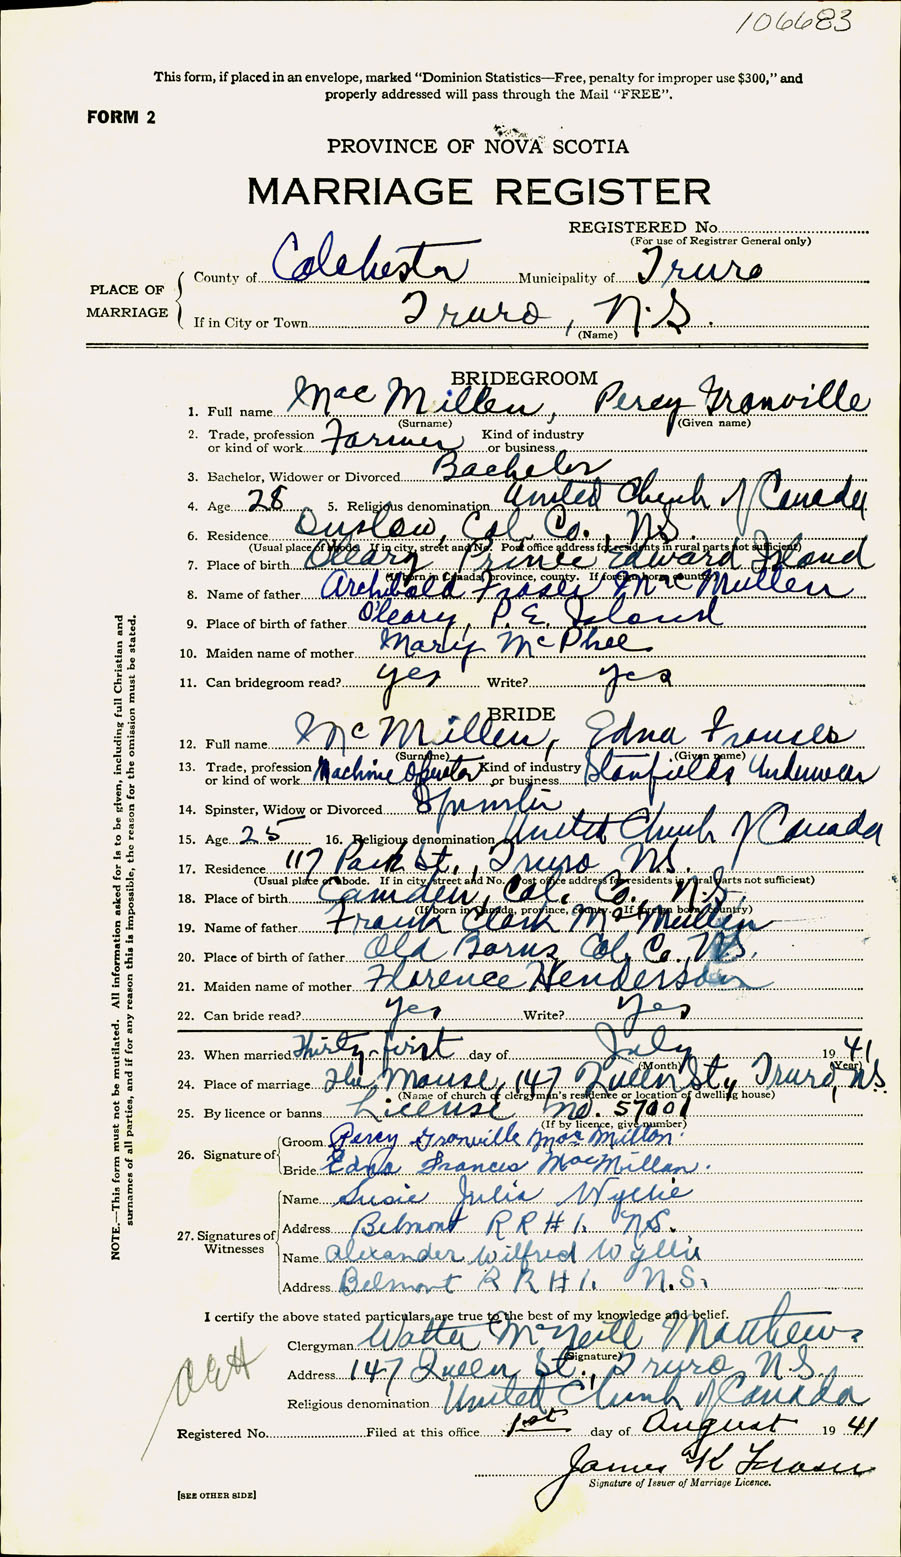 106683
This form, if placed in an envelope, marked "Dominion Statistics—Free, penalty for improper use $300," and
properly addressed will pass through the Mail "FREE".
FORM 2
PROVINCE OF NOVA SCOTIA
MARRIAGE REGISTER
REGISTERED No.
(For use of Registrar General only)
PLACE OF MARRIAGE
County of Colchester Municipality of Truro
If in City or Town Truro, N.S.
(Name)
BRIDEGROOM
1. Full name Mac Millen, Percy Granville
(Surname) (Given name)
2. Trade, profession or kind of work Farmer Kind of industry or business
3. Bachelor, Widower or Divorced Bachelor
4. Age 28 5. Religious denomination United Church of Canada
6. Residence Onslow, Col. Co., N.S.
(Usual place of abode. If in city, street and No. Post office address for residents in rural parts not sufficient)
7. Place of birth Oleary Prince Edward Island
(If born in Canada, province, county. If foreign born country)
8. Name of father Archibald Fraser Mac Mullen
9. Place of birth of father O'leary, P.E. Island
10. Maiden name of mother Mary McPhee
11. Can bridegroom read? yes Write? yes
BRIDE
12. Full name McMillen, Edna Frances
(Surname) (Given name)
13. Trade, profession or kind of work Machine Operator Kind of industry or business Stanfields Underwear
14. Spinster, Widow or Divorced Spinster
15. Age 25 16. Religious denomination United Church of Canada
17. Residence 117 Park St., Truro N.S.
(Usual place of abode. If in city, street and No. Post office address for residents in rural parts not sufficient)
18. Place of birth Camden, Col. Co., N.S.
(If born in Canada, province, county. If foreign born country)
19. Name of father Frank Clark McMullen
20. Place of birth of father Old Barns, Col. Co. N.S.
21. Maiden name of mother Florence Henderson
22. Can bride read? Yes Write? Yes
23. When married Thirty-first day of July 1941
(Month) (Year)
24. Place of marriage The Manse, 147 Queen St., Truro, N.S.
(Name of church or clergyman's residence or location of dwelling house)
25. By licence or banns License No. 57001
(If by licence, give number)
26. Signature of
Groom Percy Granville MacMillan.
Bride Edna Frances MacMillan.
27. Signatures of Witnesses
Name Susie Julia Wyllie
Address Belmont R R # 1. N.S.
Name Alexander Wilfred Wyllie
Address Belmont R R # 1. N.S.
I certify the above stated particulars are true to the best of my knowledge and belief.
Clergyman Walter McNeill Matthews
(Signature)
Address 147 Queen St., Truro, N.S.
Religious denomination United Church of Canada
Registered No. Filed at this office 1st day of August 1941
James K Fraser
Signature of Issuer of Marriage Licence.
[SEE OTHER SIDE]
NOTE.—This form must not be mutilated. All information asked for is to be given, including full Christian and
surnames of all parties, and if for any reason this is impossible, the reason for the omission must be stated.